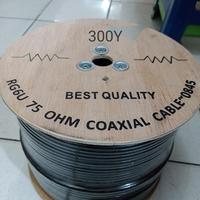 300Y
BEST QUALITY
RG6U 75 OHM COAXIAL CABLE*0845